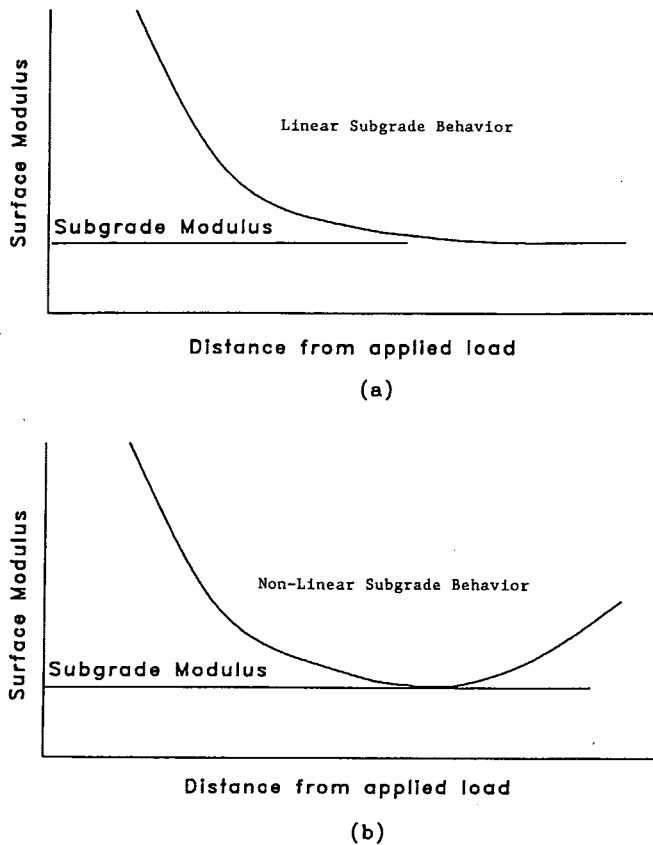 Surface Modulus
Linear Subgrade Behavior
Subgrade Modulus
Distance from applied load
(a)
Surface Modulus
Non-Linear Subgrade Behavior
Subgrade Modulus
Distance from applied load
(b)